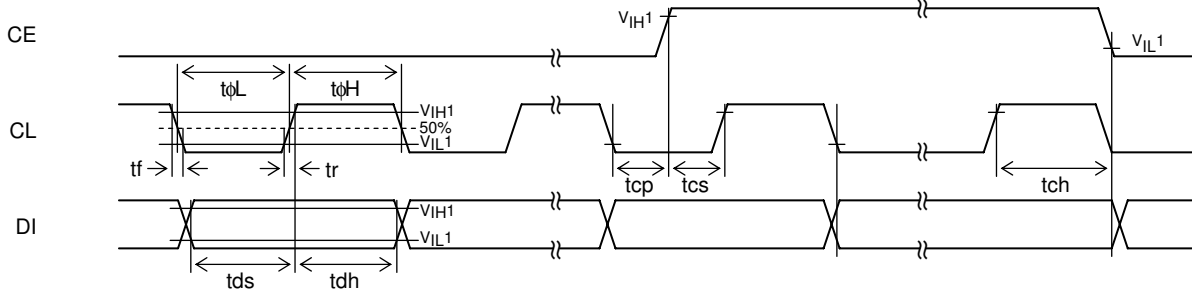 CE
VIH1
VIL1
tϕL
tϕH
CL
VIH1
50%
VIL1
tf
tr
tcp
tcs
tch
DI
VIH1
VIL1
tds
tdh